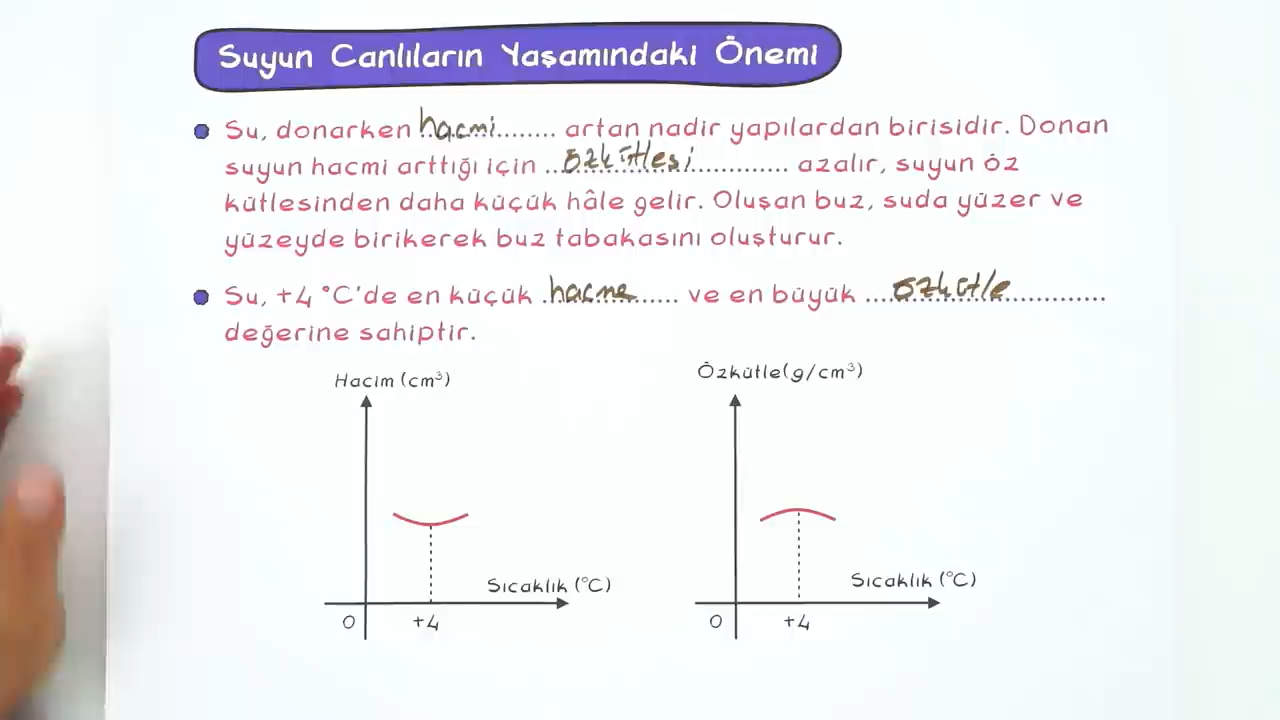 Suyun Canlıların Yaşamındaki Önemi
Su, donarken hacmi........ artan nadir yapılardan birisidir. Donan
suyun hacmi arttığı için ...özkütlesi............. azalır, suyun öz
kütlesinden daha küçük hâle gelir. Oluşan buz, suda yüzer ve
yüzeyde birikerek buz tabakasını oluşturur.
Su, +4 °C'de en küçük .hacme...... ve en büyük ....özkütle.............
değerine sahiptir.
Hacim (cm³)
Özkütle(g/cm³)
Sıcaklık (°C)
Sıcaklık (°C)
0 +4
0 +4